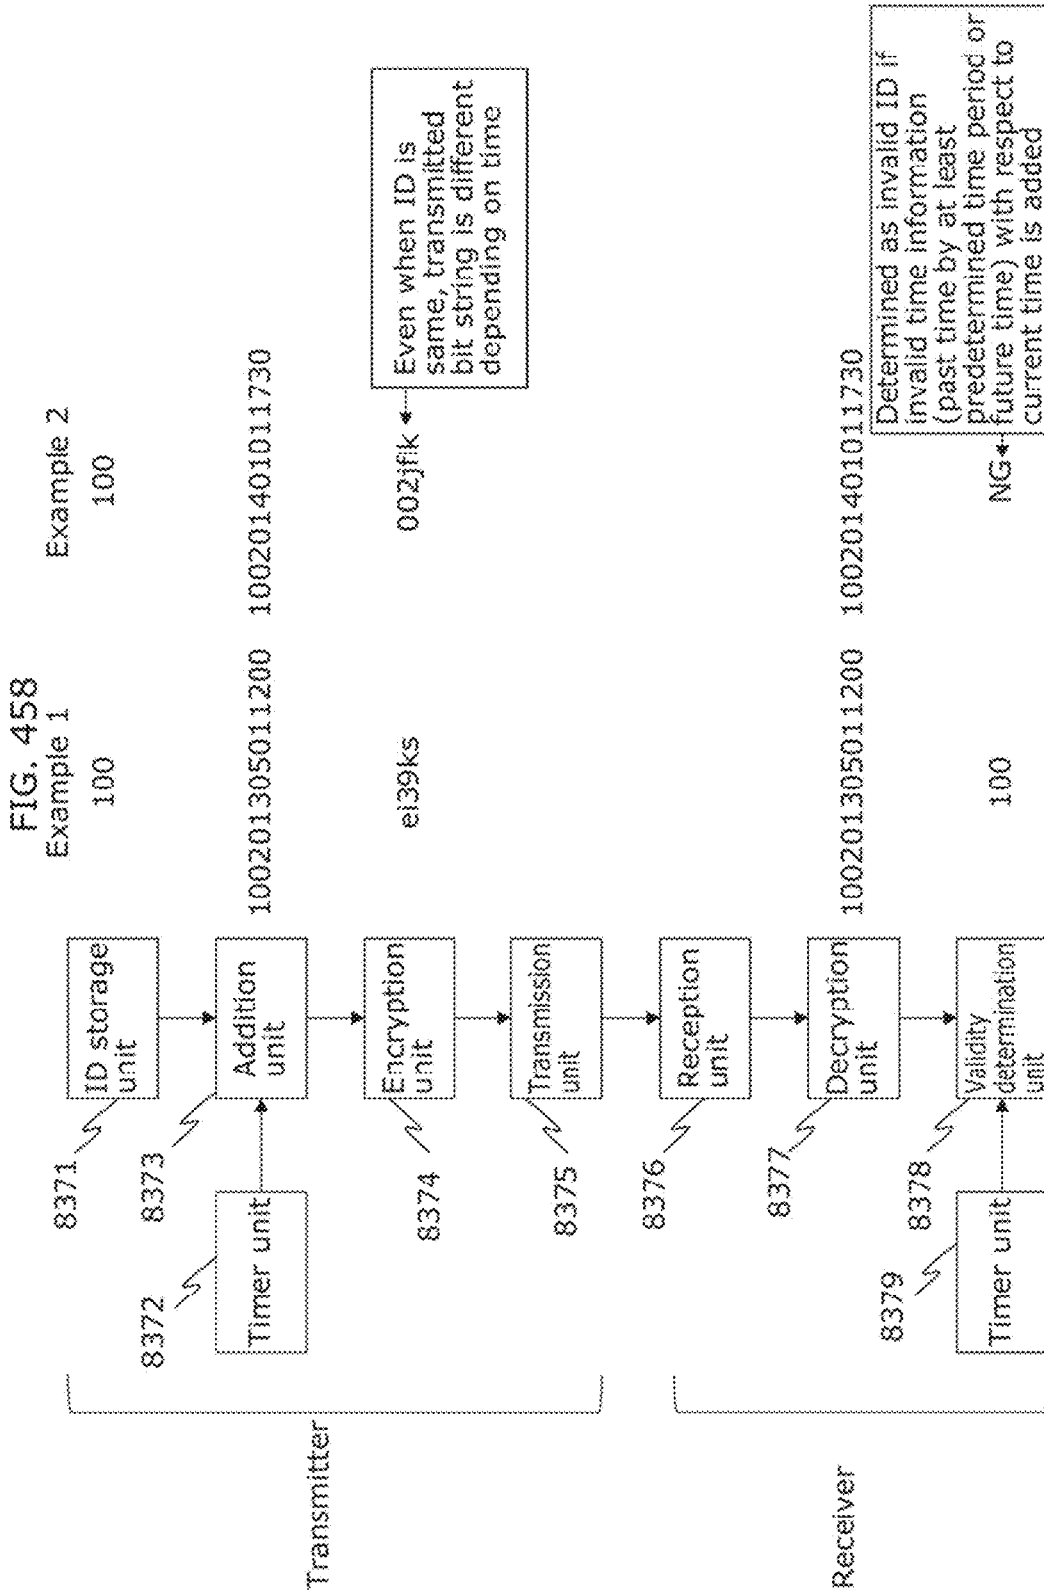 FIG. 458
Example 1
Example 2
100
100
8371
ID storage
unit
8372
Timer unit
8373
Addition
unit
100201305011200
100201401011730
8374
Encryption
unit
ei39ks
002jflk
Even when ID is
same, transmitted
bit string is different
depending on time
8375
Transmission
unit
Transmitter
8376
Reception
unit
8377
Decryption
unit
100201305011200
100201401011730
8378
Validity
determination
unit
8379
Timer unit
100
NG
Determined as invalid ID if
invalid time information
(past time by at least
predetermined time period or
future time) with respect to
current time is added
Receiver